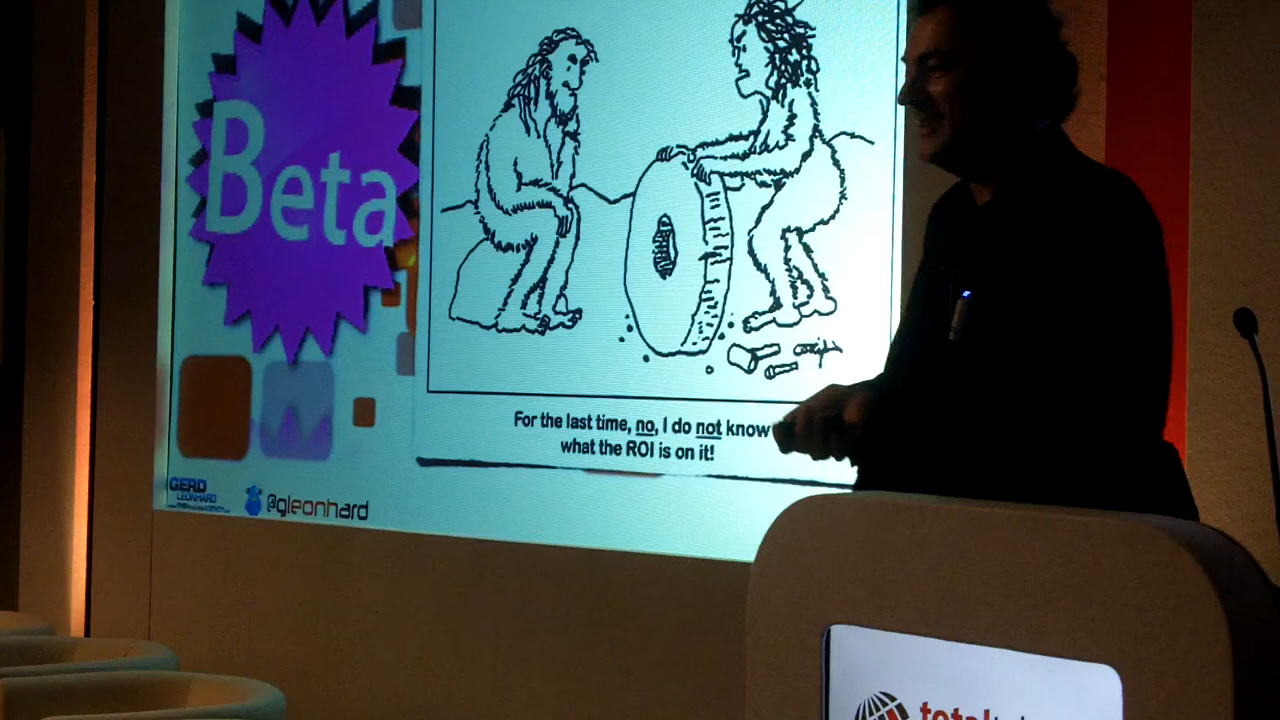 Beta
For the last time, no, I do not know
what the ROI is on it!
GERD
LEONHARD
@gleonhard
total